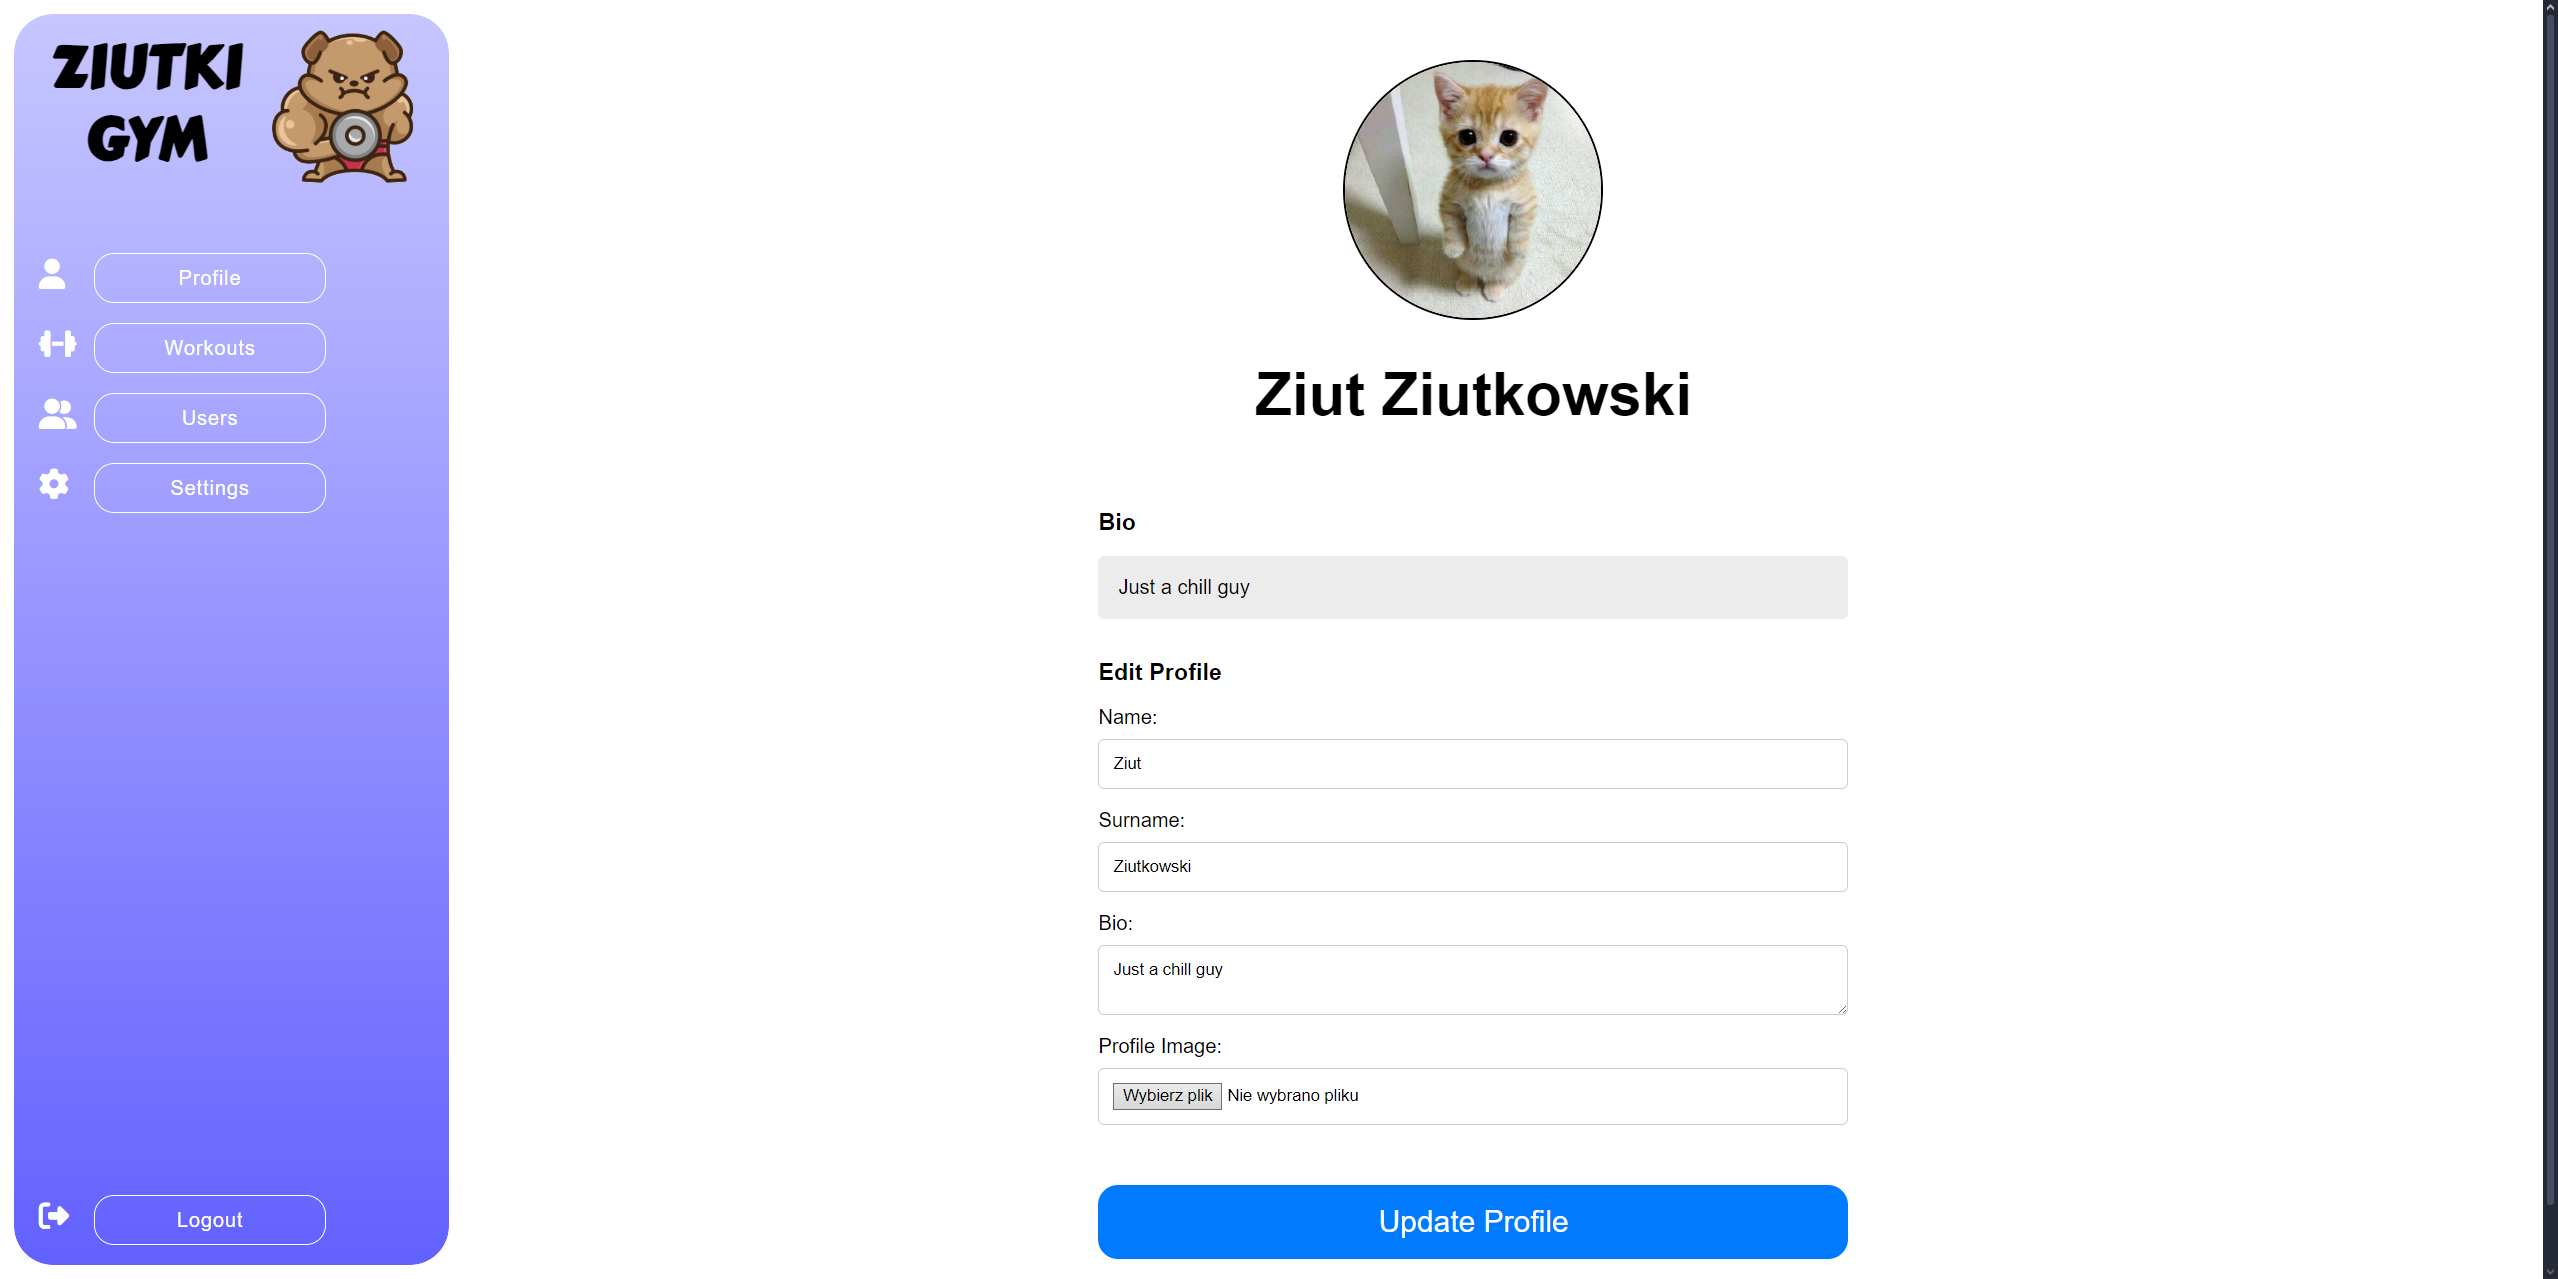 ZIUTKI
GYM
Profile
Workouts
Users
Settings
Logout
Ziut Ziutkowski
Bio
Just a chill guy
Edit Profile
Name:
Ziut
Surname:
Ziutkowski
Bio:
Just a chill guy
Profile Image:
Wybierz plik Nie wybrano pliku
Update Profile